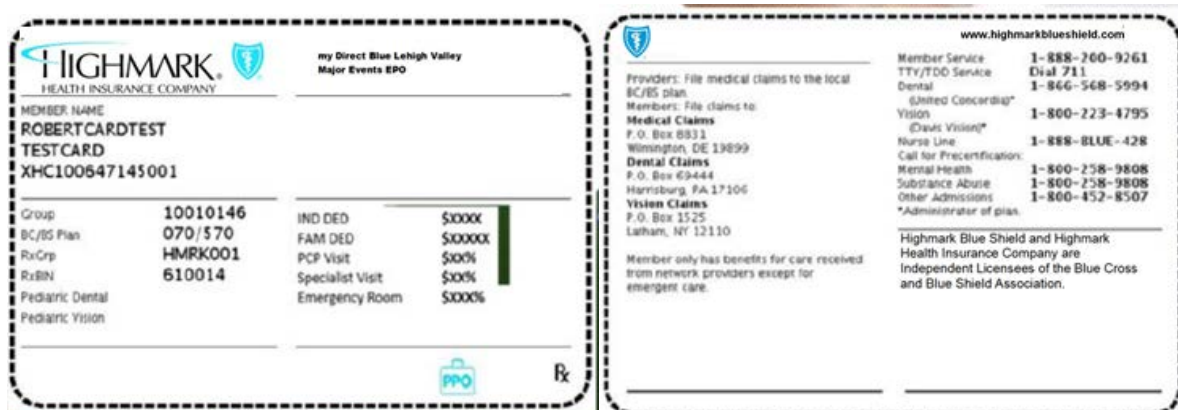 HIGHMARK®
HEALTH INSURANCE COMPANY
my Direct Blue Lehigh Valley
Major Events EPO
MEMBER NAME
ROBERTCARDTEST
TESTCARD
XHC100647145001
Group 10010146
BC/BS Plan 070/570
RxGrp HMRK001
RxBIN 610014
Pediatric Dental
Pediatric Vision
IND DED $XXXX
FAM DED $XXXXX
PCP Visit $XX%
Specialist Visit $XX%
Emergency Room $XXX%
PPO
Rx
www.highmarkblueshield.com
Providers: File medical claims to the local
BC/BS plan.
Members: File claims to:
Medical Claims
P.O. Box 8831
Wilmington, DE 19899
Dental Claims
P.O. Box 69444
Harrisburg, PA 17106
Vision Claims
P.O. Box 1525
Latham, NY 12110
Member only has benefits for care received
from network providers except for
emergent care.
Member Service 1-888-200-9261
TTY/TDD Service Dial 711
Dental 1-866-568-5994
(United Concordia)*
Vision 1-800-223-4795
(Davis Vision)*
Nurse Line 1-888-BLUE-428
Call for Precertification:
Mental Health 1-800-258-9808
Substance Abuse 1-800-258-9808
Other Admissions 1-800-452-8507
*Administrator of plan.
Highmark Blue Shield and Highmark
Health Insurance Company are
Independent Licensees of the Blue Cross
and Blue Shield Association.